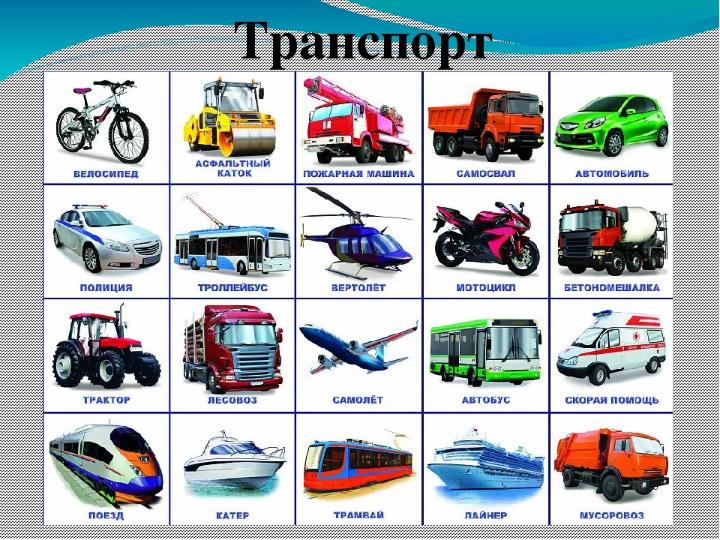 Транспорт
ВЕЛОСИПЕД
АСФАЛЬТНЫЙ
КАТОК
ПОЖАРНАЯ МАШИНА
САМОСВАЛ
АВТОМОБИЛЬ
ПОЛИЦИЯ
ТРОЛЛЕЙБУС
ВЕРТОЛЁТ
МОТОЦИКЛ
БЕТОНОМЕШАЛКА
ТРАКТОР
ЛЕСОВОЗ
САМОЛЁТ
АВТОБУС
СКОРАЯ ПОМОЩЬ
ПОЕЗД
КАТЕР
ТРАМВАЙ
ЛАЙНЕР
МУСОРОВОЗ